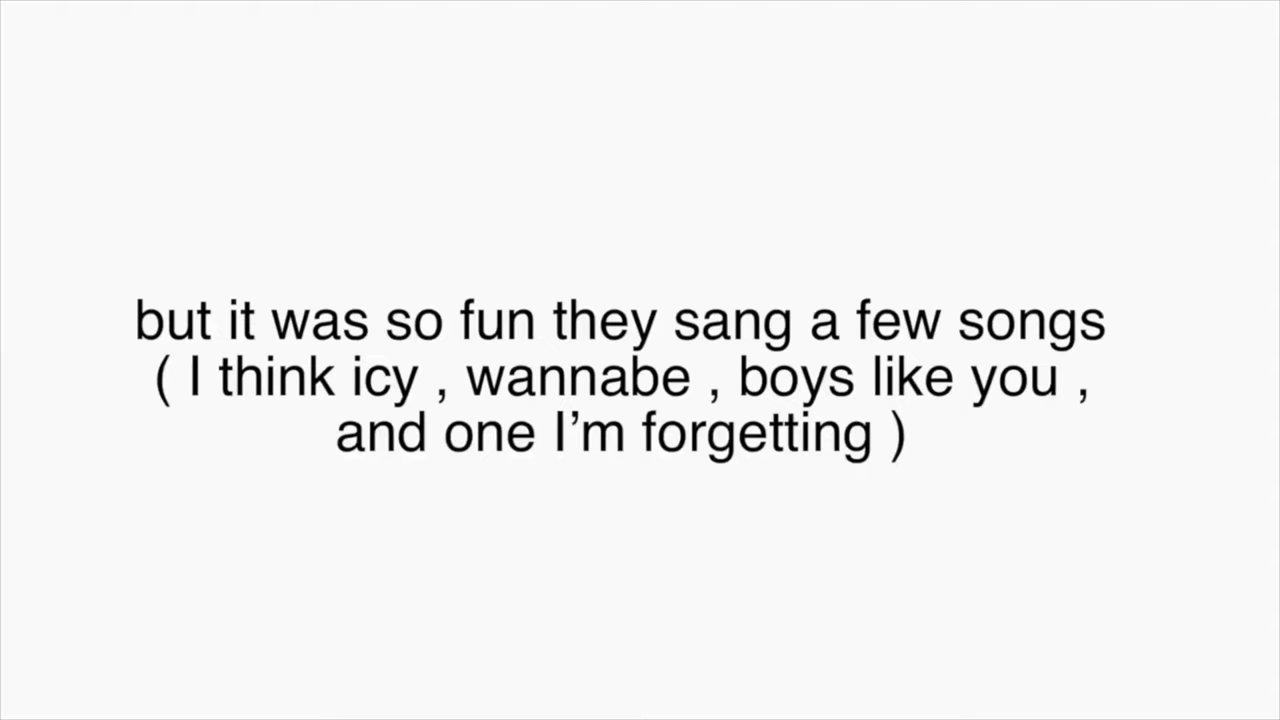 but it was so fun they sang a few songs
( I think icy , wannabe , boys like you ,
and one I’m forgetting )